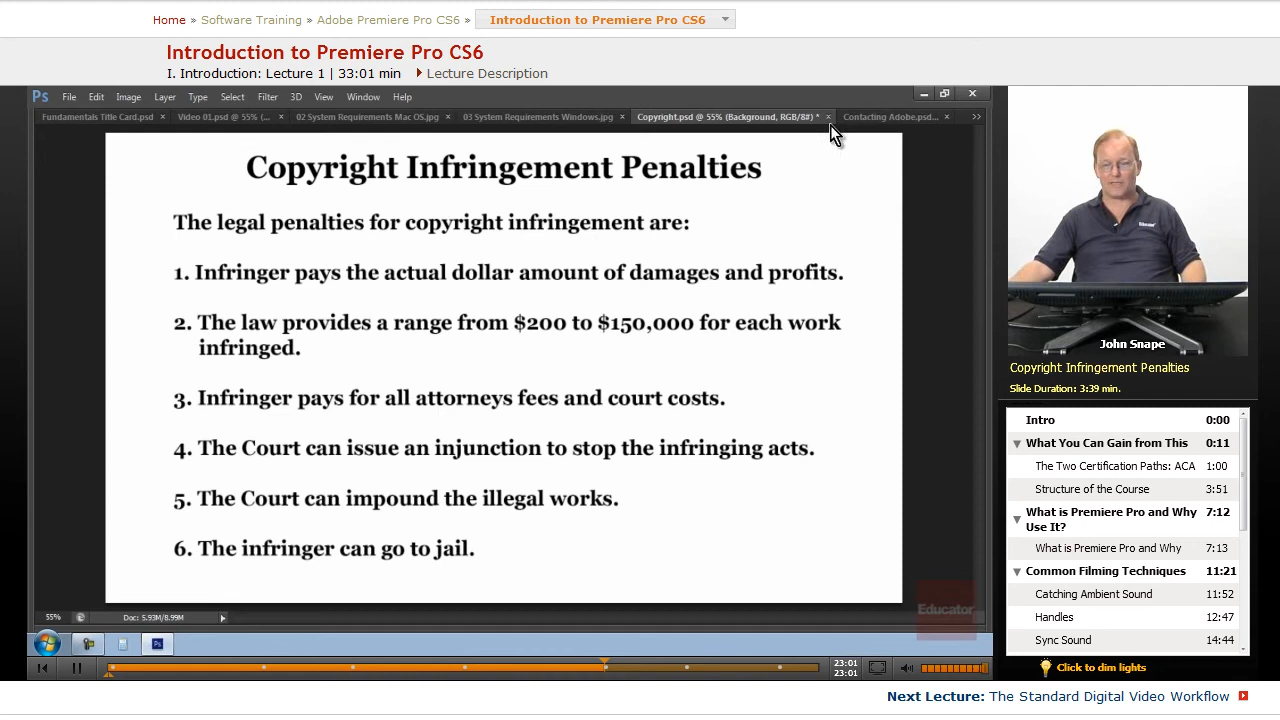 Home » Software Training » Adobe Premiere Pro CS6 » Introduction to Premiere Pro CS6
Introduction to Premiere Pro CS6
I. Introduction: Lecture 1 | 33:01 min Lecture Description
Ps File Edit Image Layer Type Select Filter 3D View Window Help
Fundamentals Title Card.psd × Video 01.psd @ 55% (... × 02 System Requirements Mac OS.jpg × 03 System Requirements Windows.jpg × Copyright.psd @ 55% (Background, RGB/8#) * × Contacting Adobe.psd... × >>
Copyright Infringement Penalties
The legal penalties for copyright infringement are:
1. Infringer pays the actual dollar amount of damages and profits.
2. The law provides a range from $200 to $150,000 for each work
infringed.
3. Infringer pays for all attorneys fees and court costs.
4. The Court can issue an injunction to stop the infringing acts.
5. The Court can impound the illegal works.
6. The infringer can go to jail.
Educator
55% Doc: 5.93M/8.99M
Ps
23:01
23:01
Educator
John Snape
Copyright Infringement Penalties
Slide Duration: 3:39 min.
Intro 0:00
What You Can Gain from This 0:11
The Two Certification Paths: ACA 1:00
Structure of the Course 3:51
What is Premiere Pro and Why 7:12
Use It?
What is Premiere Pro and Why 7:13
Common Filming Techniques 11:21
Catching Ambient Sound 11:52
Handles 12:47
Sync Sound 14:44
Click to dim lights
Next Lecture: The Standard Digital Video Workflow